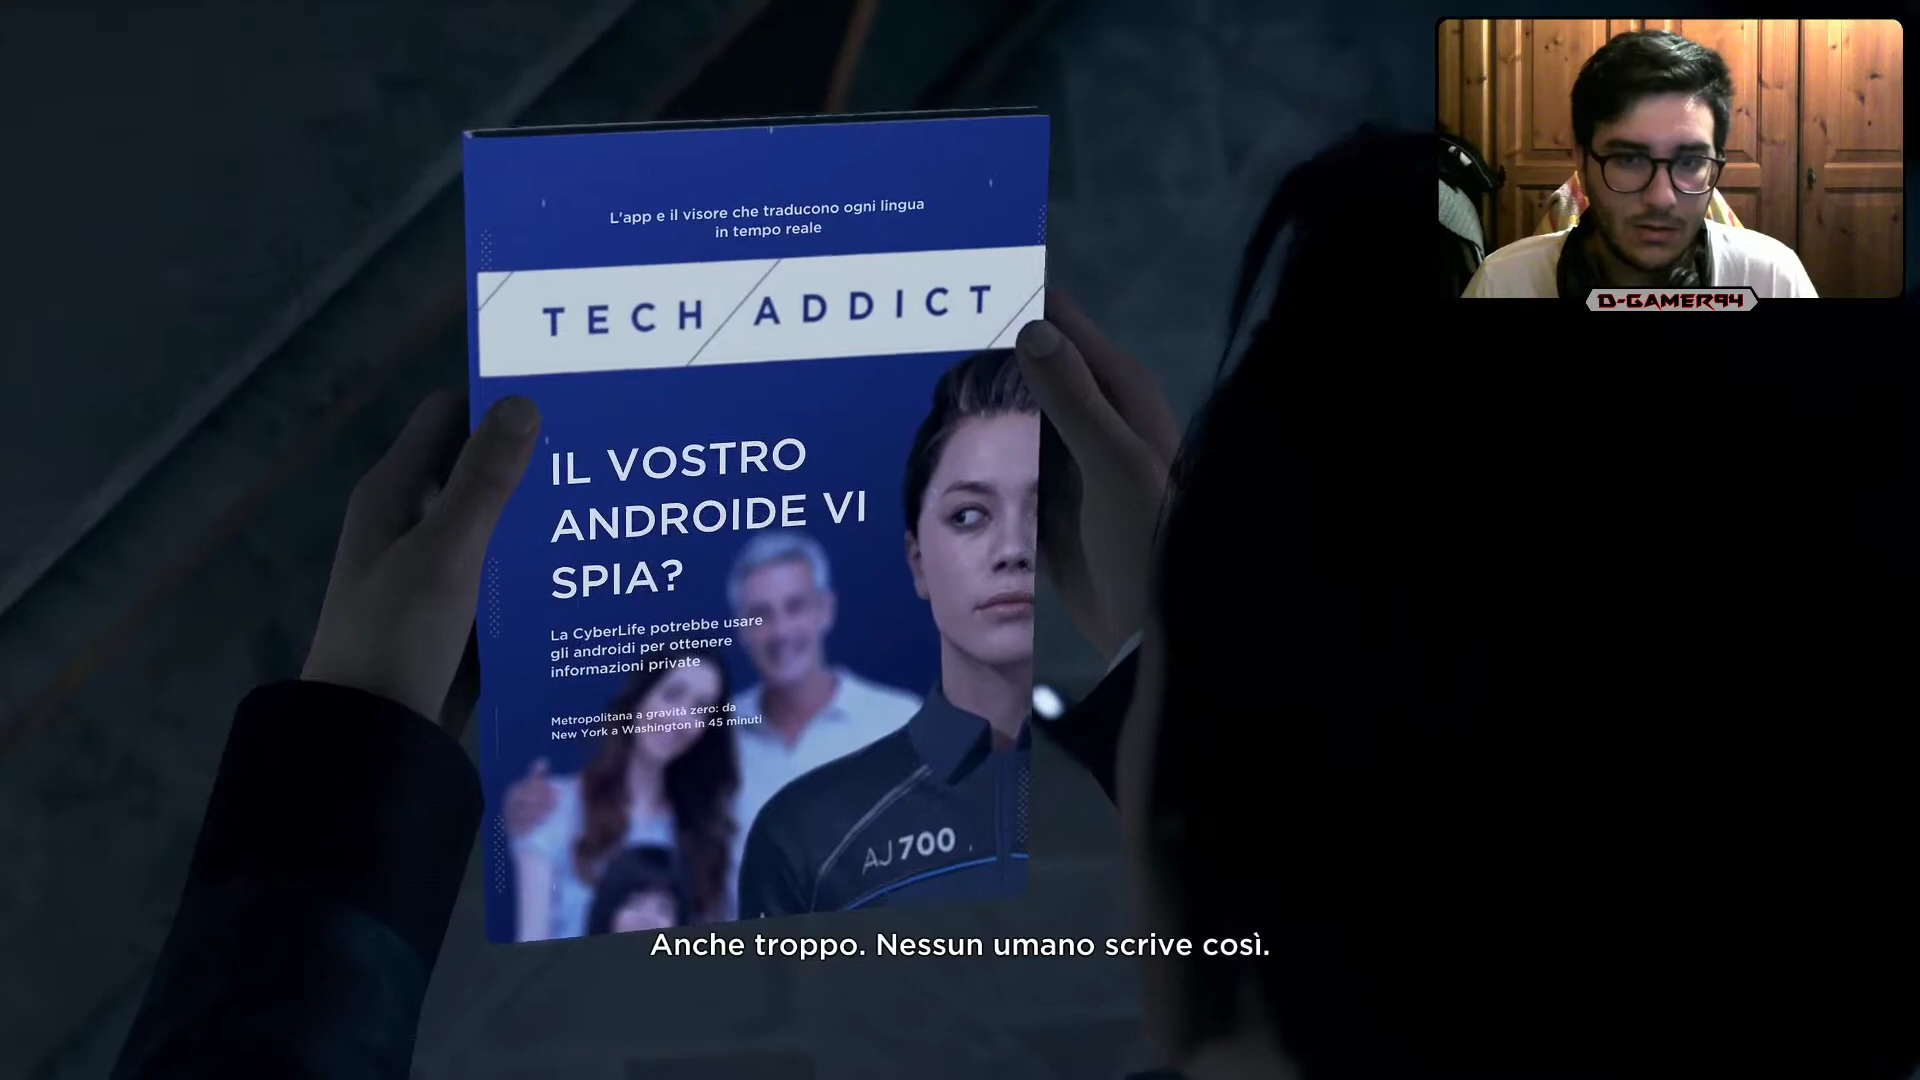 L'app e il visore che traducono ogni lingua
in tempo reale
TECH ADDICT
IL VOSTRO
ANDROIDE VI
SPIA?
La CyberLife potrebbe usare
gli androidi per ottenere
informazioni private
Metropolitana a gravità zero: da
New York a Washington in 45 minuti
AJ700
Anche troppo. Nessun umano scrive così.
D-GAMER94